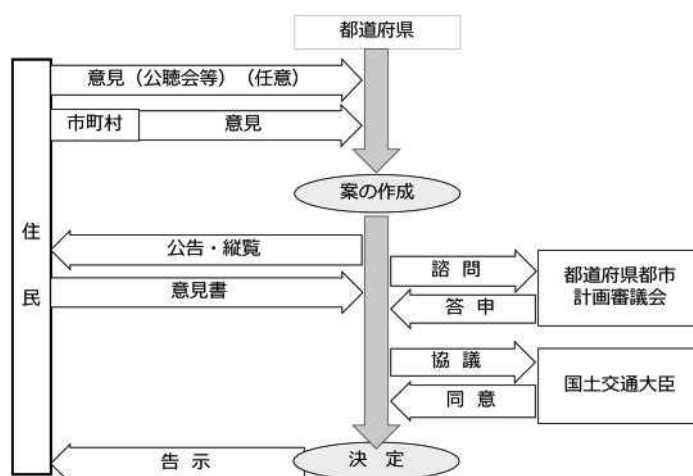 都道府県
意見（公聴会等）（任意）
市町村
意見
案の作成
住
民
公告・縦覧
諮 問
都道府県都市
計画審議会
意見書
答 申
協 議
国土交通大臣
同 意
告 示
決 定